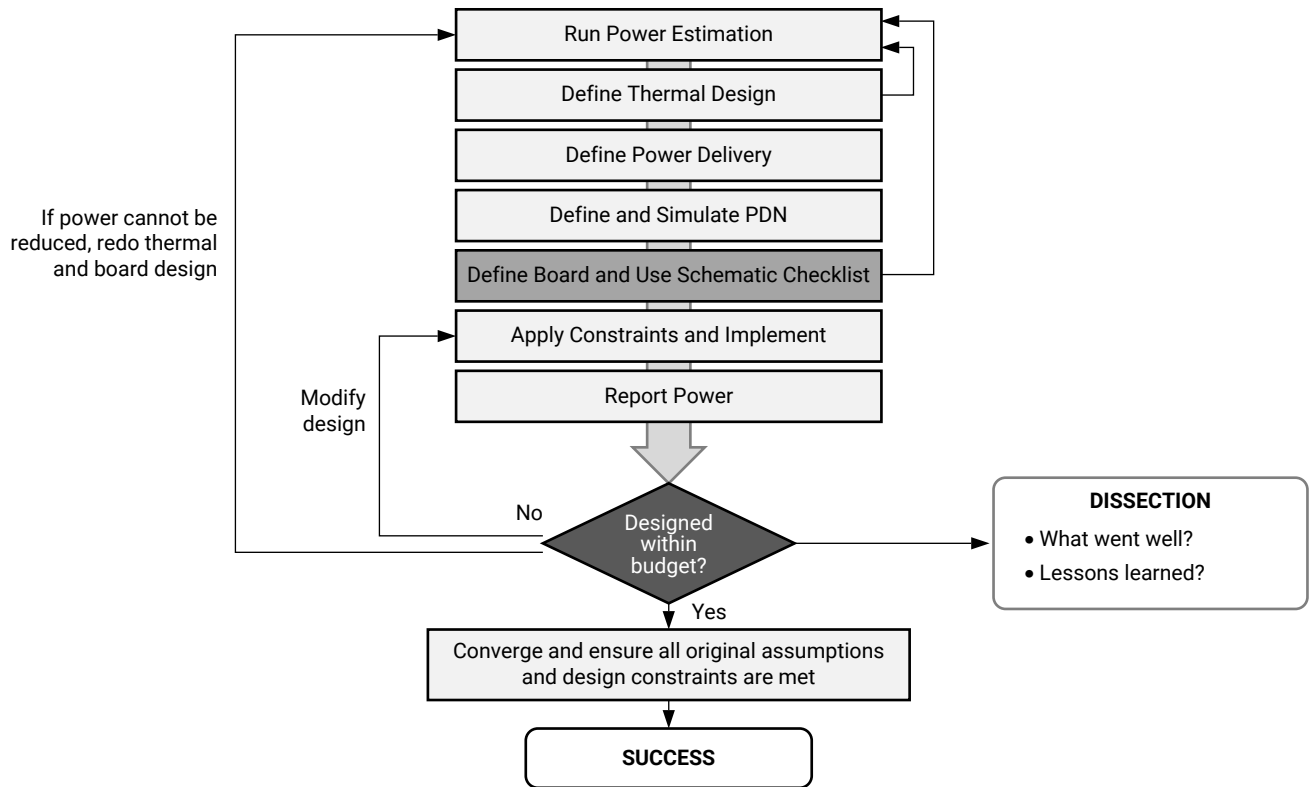 Run Power Estimation
Define Thermal Design
Define Power Delivery
Define and Simulate PDN
If power cannot be
reduced, redo thermal
and board design
Define Board and Use Schematic Checklist
Apply Constraints and Implement
Modify
design
Report Power
No
Designed
within
budget?
DISSECTION
• What went well?
• Lessons learned?
Yes
Converge and ensure all original assumptions
and design constraints are met
SUCCESS